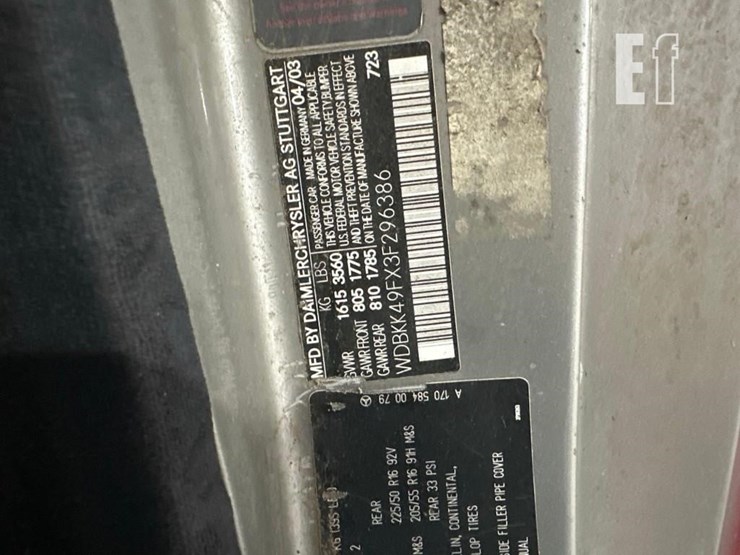 Ef
MFD BY DAIMLERCHRYSLER AG STUTTGART
KG LBS PASSENGER CAR MADE IN GERMANY 04/03
GVWR 1615 3560 THIS VEHICLE CONFORMS TO ALL APPLICABLE
U.S. FEDERAL MOTOR VEHICLE SAFETY, BUMPER
GAWR FRONT 805 1775 AND THEFT PREVENTION STANDARDS IN EFFECT
GAWR REAR 810 1785 ON THE DATE OF MANUFACTURE SHOWN ABOVE
WDBKK49FX3F296386 723
A 170 584 00 79
2 REAR
225/50 R16 92V
M&S 205/55 R16 91H M&S
REAR 33 PSI
LIN, CONTINENTAL,
LOP TIRES
IDE FILLER PIPE COVER
UAL